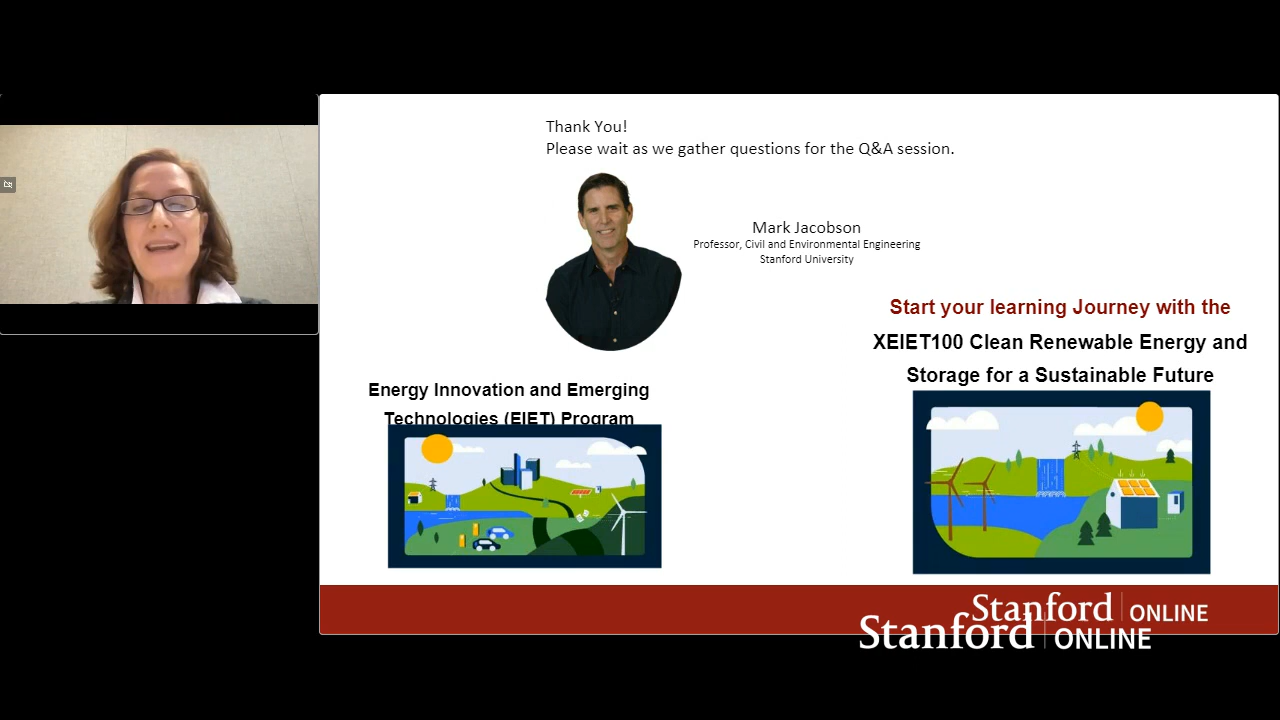 Thank You!
Please wait as we gather questions for the Q&A session.
Mark Jacobson
Professor, Civil and Environmental Engineering
Stanford University
Start your learning Journey with the
XEIET100 Clean Renewable Energy and
Storage for a Sustainable Future
Energy Innovation and Emerging
Technologies (EIET) Program
Stanford ONLINE
Stanford ONLINE